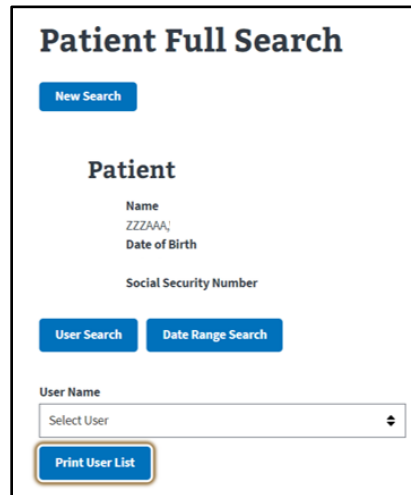 Patient Full Search
New Search
Patient
Name
ZZZAAA,'
Date of Birth
Social Security Number
User Search Date Range Search
User Name
Select User
Print User List